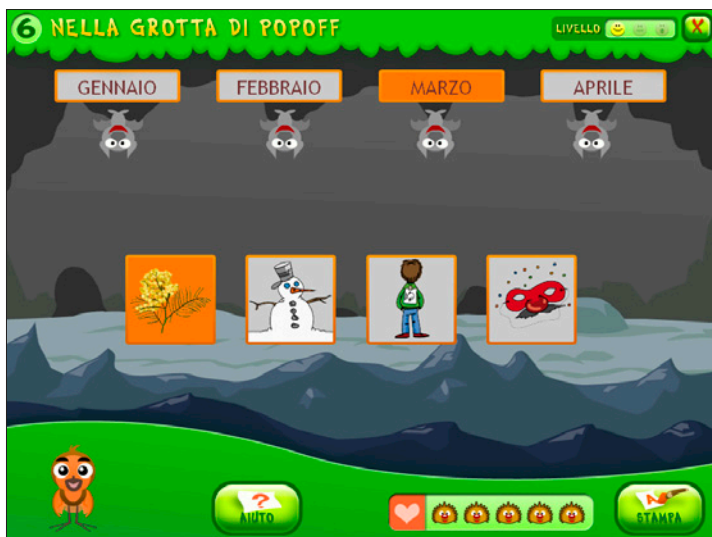 6 NELLA GROTTA DI POPOFF
LIVELLO
X
GENNAIO FEBBRAIO MARZO APRILE
?
AIUTO
A
STAMPA